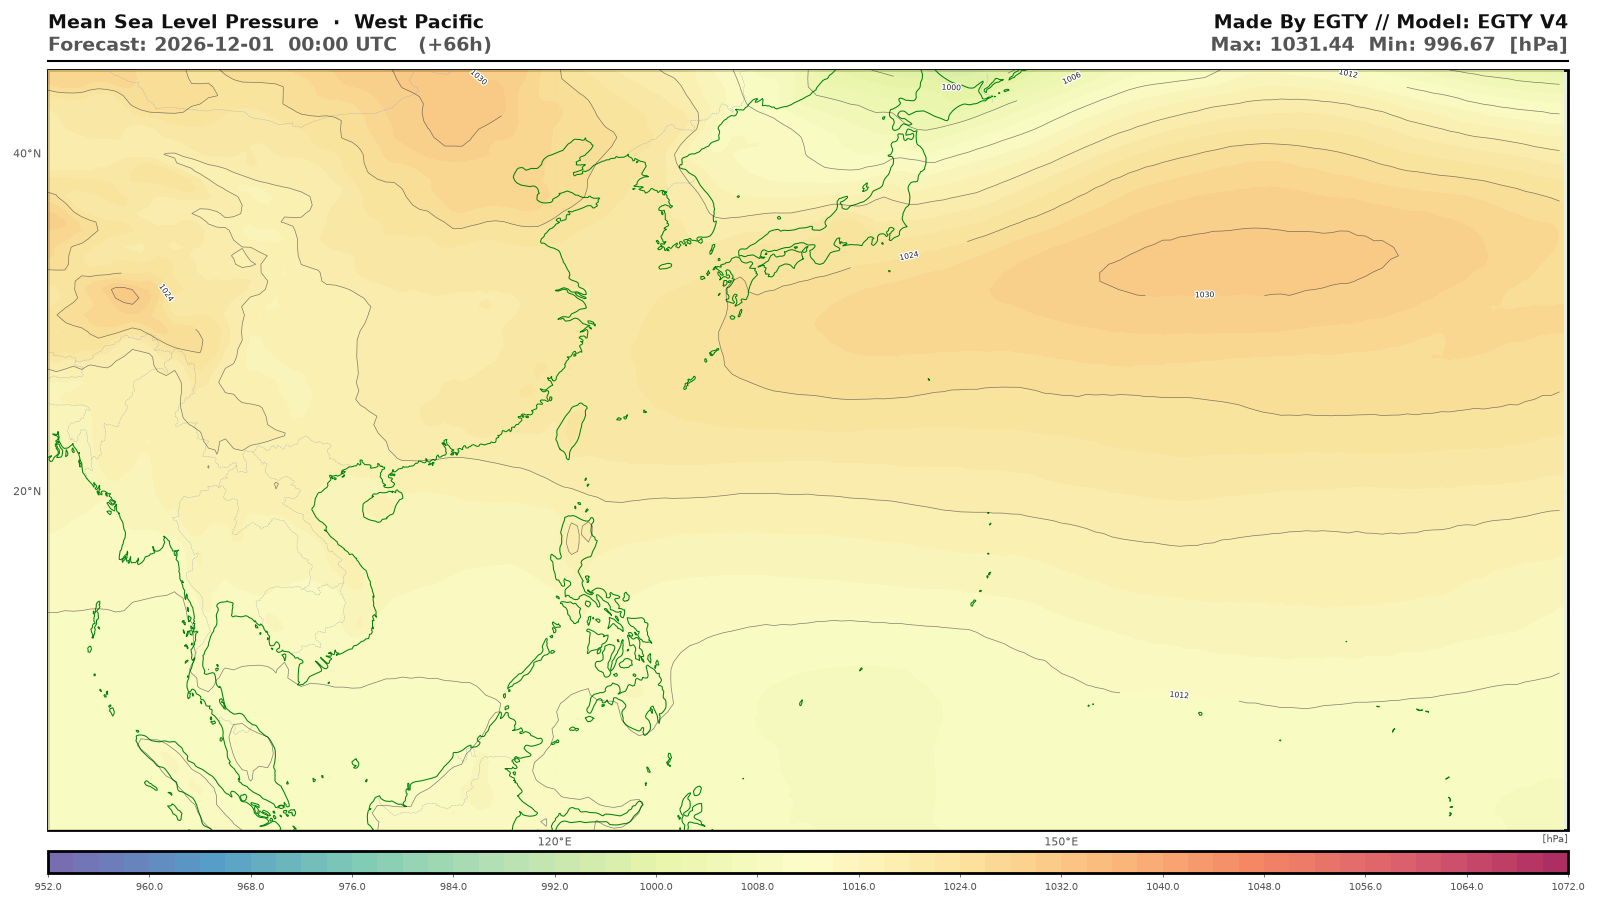 Mean Sea Level Pressure · West Pacific
Made By EGTY // Model: EGTY V4
Forecast: 2026-12-01 00:00 UTC (+66h)
Max: 1031.44 Min: 996.67 [hPa]
1030
1000
1006
1012
40°N
1024
1024
1030
20°N
1012
120°E
150°E
[hPa]
952.0
960.0
968.0
976.0
984.0
992.0
1000.0
1008.0
1016.0
1024.0
1032.0
1040.0
1048.0
1056.0
1064.0
1072.0